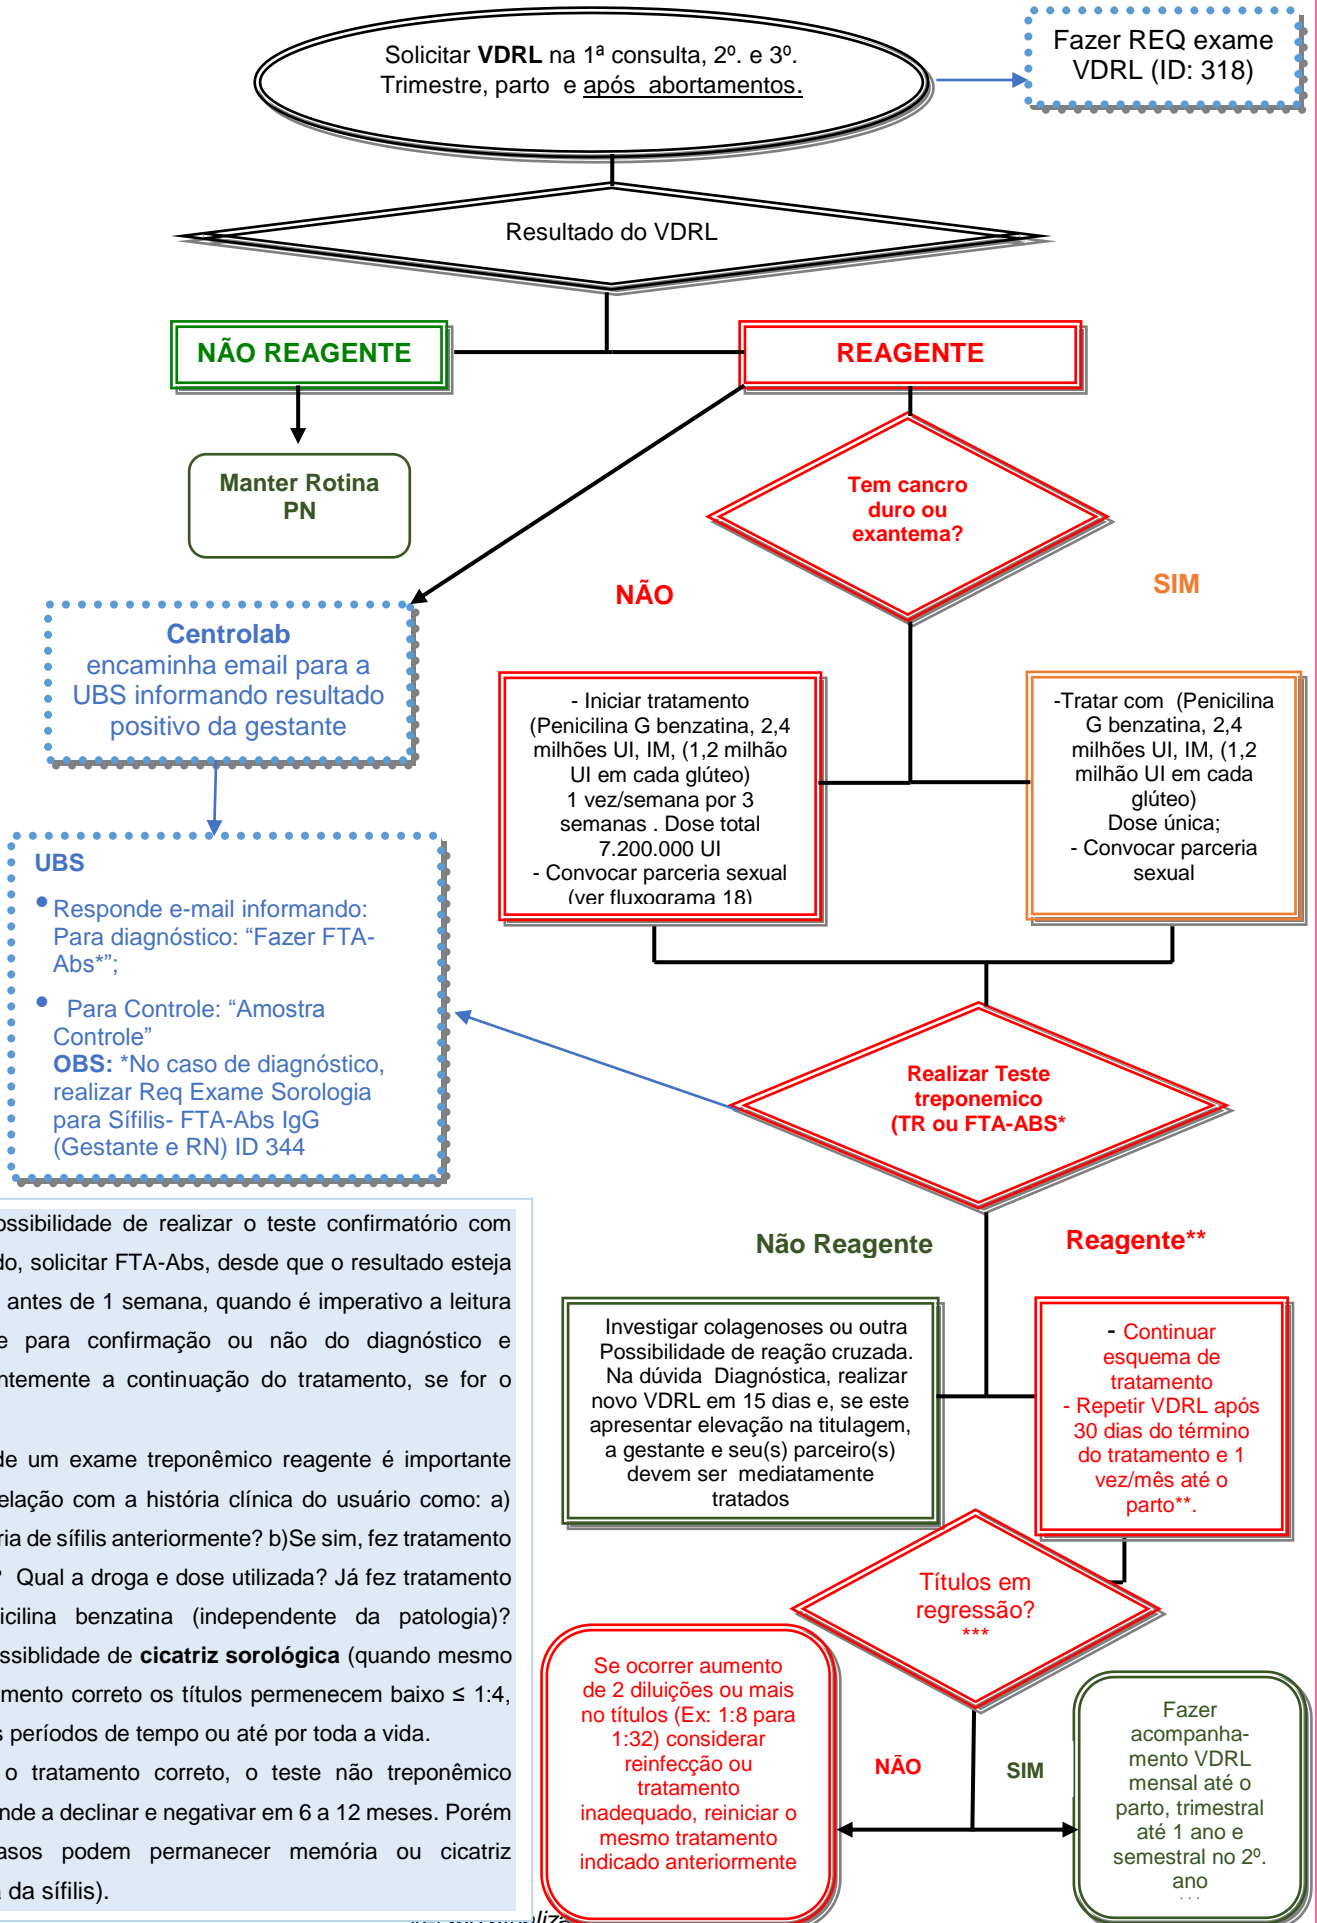 Solicitar VDRL na 1ª consulta, 2º. e 3º.
Trimestre, parto e após abortamentos.
Fazer REQ exame
VDRL (ID: 318)
Resultado do VDRL
NÃO REAGENTE
REAGENTE
Manter Rotina
PN
Tem cancro
duro ou
exantema?
NÃO
SIM
Centrolab
encaminha email para a
UBS informando resultado
positivo da gestante
- Iniciar tratamento
(Penicilina G benzatina, 2,4
milhões UI, IM, (1,2 milhão
UI em cada glúteo)
1 vez/semana por 3
semanas . Dose total
7.200.000 UI
- Convocar parceria sexual
(ver fluxograma 18)
-Tratar com (Penicilina
G benzatina, 2,4
milhões UI, IM, (1,2
milhão UI em cada
glúteo)
Dose única;
- Convocar parceria
sexual
UBS
• Responde e-mail informando:
Para diagnóstico: “Fazer FTA-
Abs*”;
• Para Controle: “Amostra
Controle”
OBS: *No caso de diagnóstico,
realizar Req Exame Sorologia
para Sífilis- FTA-Abs IgG
(Gestante e RN) ID 344
Realizar Teste
treponemico
(TR ou FTA-ABS*
Não Reagente
Reagente**
Investigar colagenoses ou outra
Possibilidade de reação cruzada.
Na dúvida Diagnóstica, realizar
novo VDRL em 15 dias e, se este
apresentar elevação na titulagem,
a gestante e seu(s) parceiro(s)
devem ser mediatamente
tratados
- Continuar
esquema de
tratamento
- Repetir VDRL após
30 dias do término
do tratamento e 1
vez/mês até o
parto**.
ossibilidade de realizar o teste confirmatório com
do, solicitar FTA-Abs, desde que o resultado esteja
antes de 1 semana, quando é imperativo a leitura
e para confirmação ou não do diagnóstico e
ntemente a continuação do tratamento, se for o
de um exame treponêmico reagente é importante
elação com a história clínica do usuário como: a)
ria de sífilis anteriormente? b)Se sim, fez tratamento
? Qual a droga e dose utilizada? Já fez tratamento
icilina benzatina (independente da patologia)?
ossiblidade de cicatriz sorológica (quando mesmo
amento correto os títulos permenecem baixo ≤ 1:4,
s períodos de tempo ou até por toda a vida.
o tratamento correto, o teste não treponêmico
nde a declinar e negativar em 6 a 12 meses. Porém
asos podem permanecer memória ou cicatriz
da sífilis).
Títulos em
regressão?
***
Se ocorrer aumento
de 2 diluições ou mais
no títulos (Ex: 1:8 para
1:32) considerar
reinfecção ou
tratamento
inadequado, reiniciar o
mesmo tratamento
indicado anteriormente
NÃO
SIM
Fazer
acompanha-
mento VDRL
mensal até o
parto, trimestral
até 1 ano e
semestral no 2º.
ano